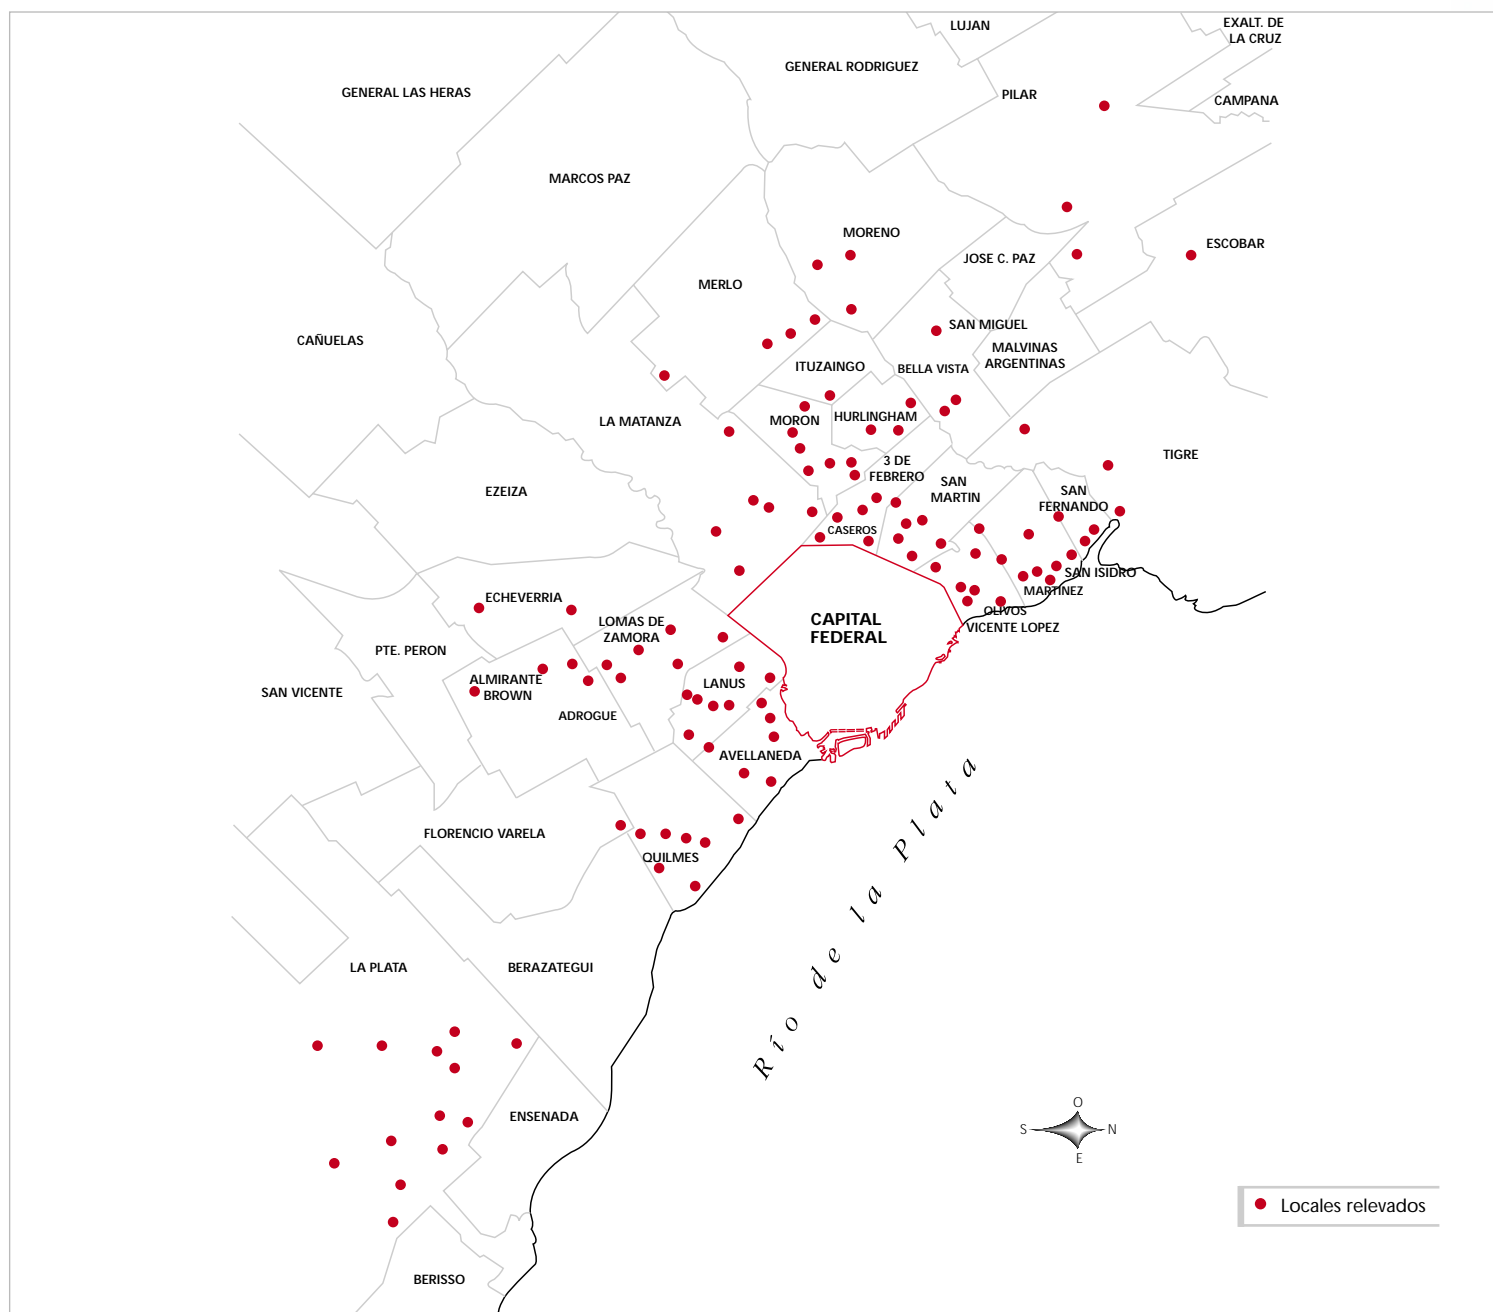 LUJAN
EXALT. DE
LA CRUZ
GENERAL RODRIGUEZ
GENERAL LAS HERAS
PILAR
CAMPANA
MARCOS PAZ
MORENO
ESCOBAR
JOSE C. PAZ
MERLO
SAN MIGUEL
CAÑUELAS
MALVINAS
ARGENTINAS
ITUZAINGO
BELLA VISTA
LA MATANZA
MORON
HURLINGHAM
TIGRE
3 DE
FEBRERO
SAN
MARTIN
EZEIZA
SAN
FERNANDO
CASEROS
SAN ISIDRO
MARTINEZ
ECHEVERRIA
OLIVOS
LOMAS DE
ZAMORA
CAPITAL
FEDERAL
VICENTE LOPEZ
PTE. PERON
ALMIRANTE
BROWN
LANUS
SAN VICENTE
ADROGUE
AVELLANEDA
FLORENCIO VARELA
QUILMES
Río de la Plata
LA PLATA
BERAZATEGUI
ENSENADA
O
S N
E
Locales relevados
BERISSO